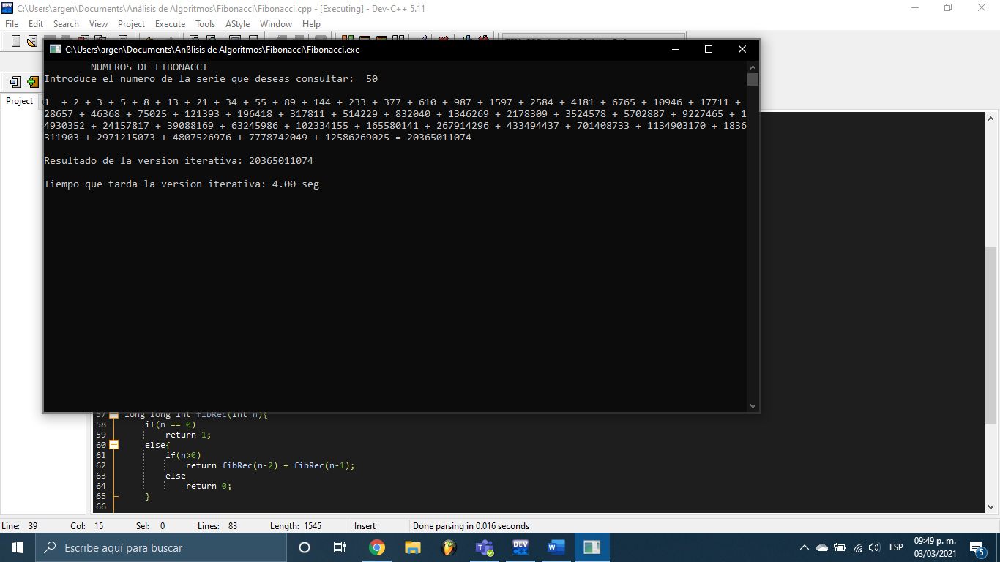 C:\Users\argen\Documents\Análisis de Algoritmos\Fibonacci\Fibonacci.cpp - [Executing] - Dev-C++ 5.11
File Edit Search View Project Execute Tools AStyle Window Help
C:\Users\argen\Documents\Anßlisis de Algoritmos\Fibonacci\Fibonacci.exe
NUMEROS DE FIBONACCI
Introduce el numero de la serie que deseas consultar: 50
Project
1 + 2 + 3 + 5 + 8 + 13 + 21 + 34 + 55 + 89 + 144 + 233 + 377 + 610 + 987 + 1597 + 2584 + 4181 + 6765 + 10946 + 17711 +
28657 + 46368 + 75025 + 121393 + 196418 + 317811 + 514229 + 832040 + 1346269 + 2178309 + 3524578 + 5702887 + 9227465 + 1
4930352 + 24157817 + 39088169 + 63245986 + 102334155 + 165580141 + 267914296 + 433494437 + 701408733 + 1134903170 + 1836
311903 + 2971215073 + 4807526976 + 7778742049 + 12586269025 = 20365011074
Resultado de la version iterativa: 20365011074
Tiempo que tarda la version iterativa: 4.00 seg
57 long long int fibRec(int n){
58 if(n == 0)
59 return 1;
60 else{
61 if(n>0)
62 return fibRec(n-2) + fibRec(n-1);
63 else
64 return 0;
65 }
66
Line: 39 Col: 15 Sel: 0 Lines: 83 Length: 1545 Insert Done parsing in 0.016 seconds
Escribe aquí para buscar
DEV
ESP
09:49 p. m.
03/03/2021
5